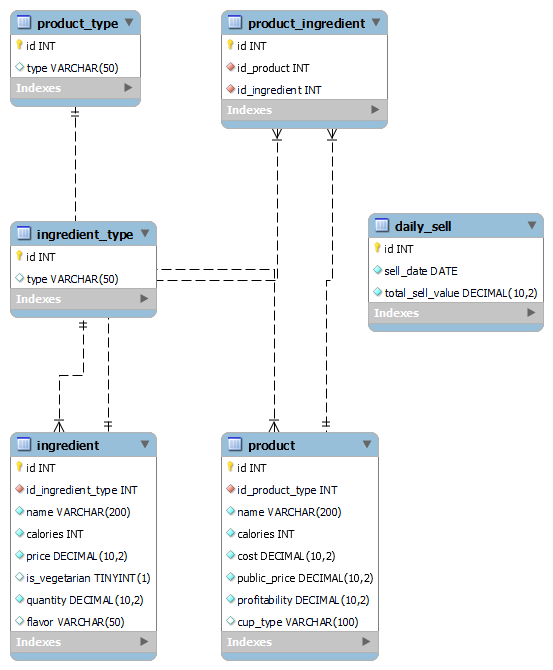 product_type
id INT
type VARCHAR(50)
Indexes
product_ingredient
id INT
id_product INT
id_ingredient INT
Indexes
ingredient_type
id INT
type VARCHAR(50)
Indexes
daily_sell
id INT
sell_date DATE
total_sell_value DECIMAL(10,2)
Indexes
ingredient
id INT
id_ingredient_type INT
name VARCHAR(200)
calories INT
price DECIMAL(10,2)
is_vegetarian TINYINT(1)
quantity DECIMAL(10,2)
flavor VARCHAR(50)
Indexes
product
id INT
id_product_type INT
name VARCHAR(200)
calories INT
cost DECIMAL(10,2)
public_price DECIMAL(10,2)
profitability DECIMAL(10,2)
cup_type VARCHAR(100)
Indexes